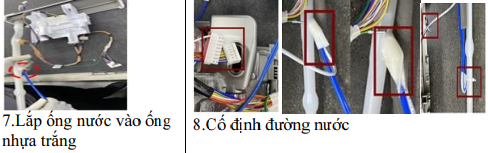 7.Lắp ống nước vào ống
nhựa trắng
8.Cố định đường nước